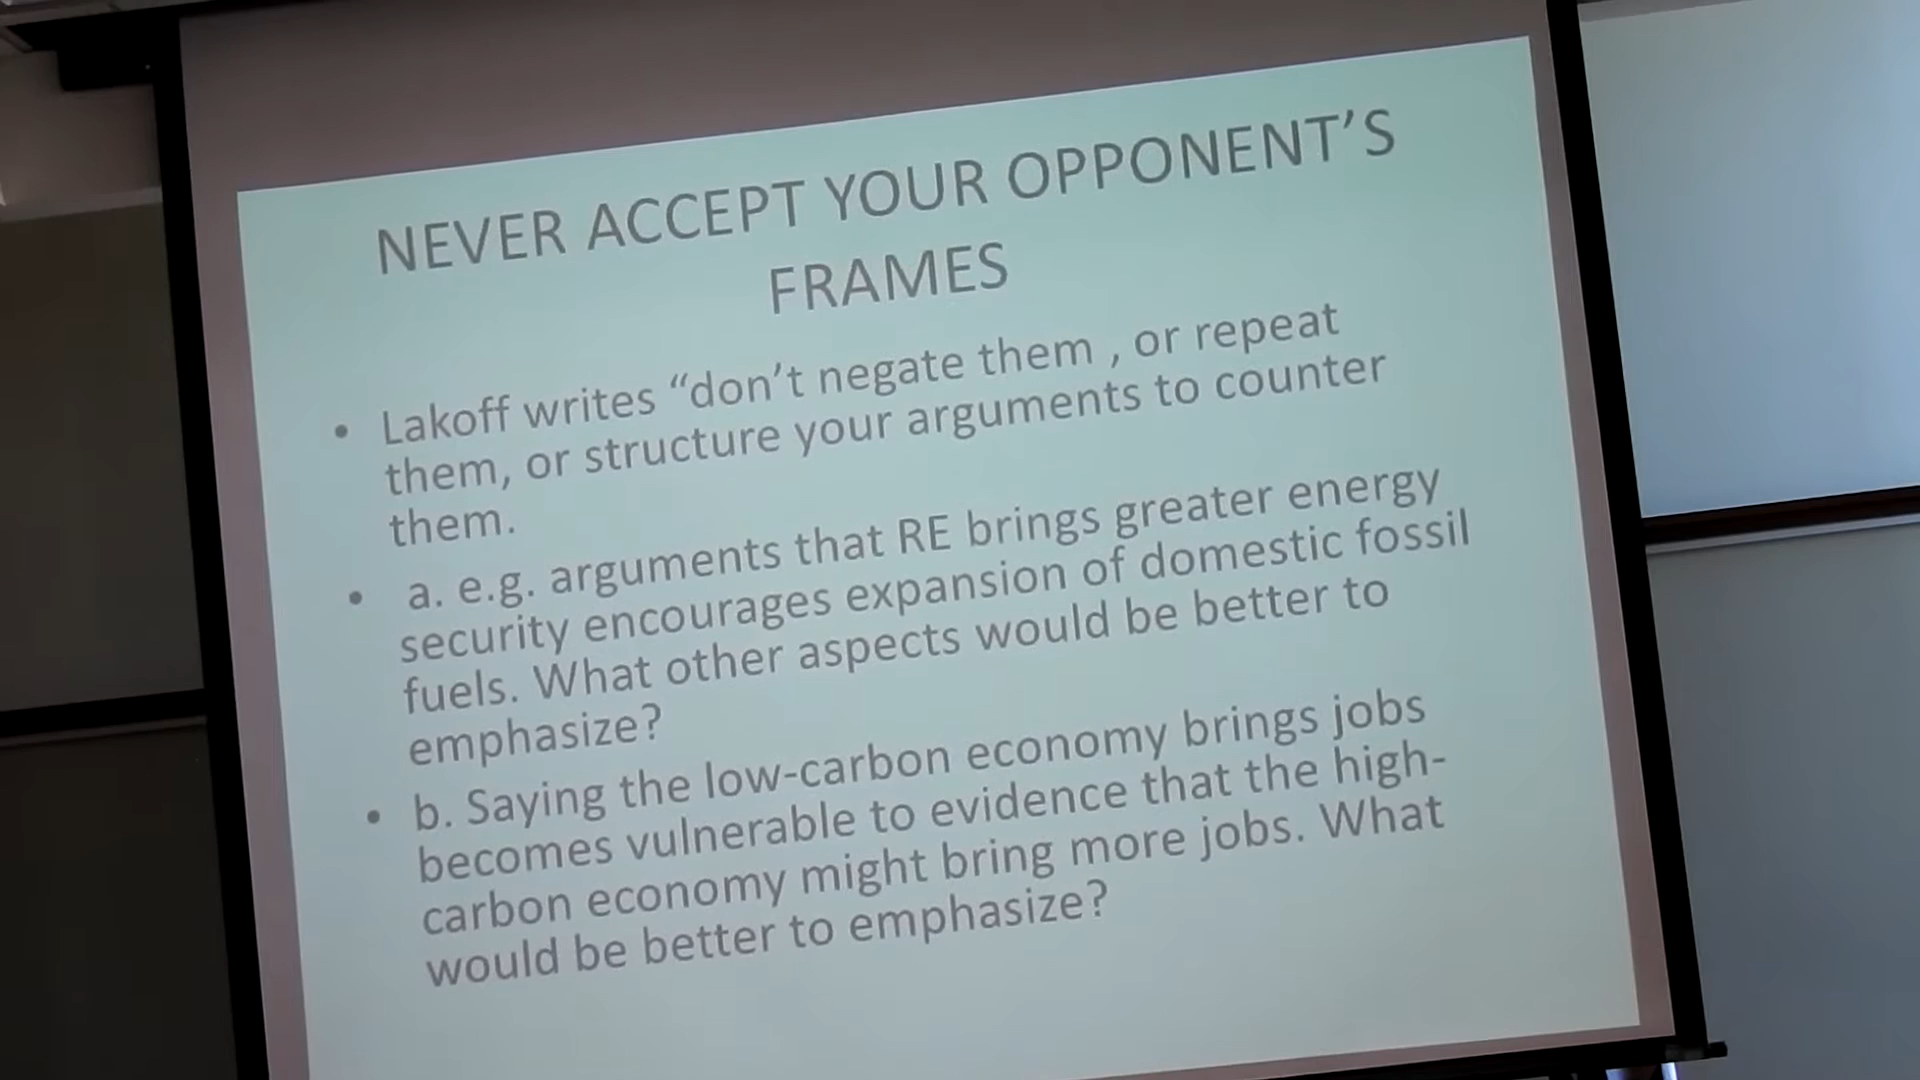 NEVER ACCEPT YOUR OPPONENT’S
FRAMES
• Lakoff writes “don’t negate them , or repeat
them, or structure your arguments to counter
them.
• a. e.g. arguments that RE brings greater energy
security encourages expansion of domestic fossil
fuels. What other aspects would be better to
emphasize?
• b. Saying the low-carbon economy brings jobs
becomes vulnerable to evidence that the high-
carbon economy might bring more jobs. What
would be better to emphasize?